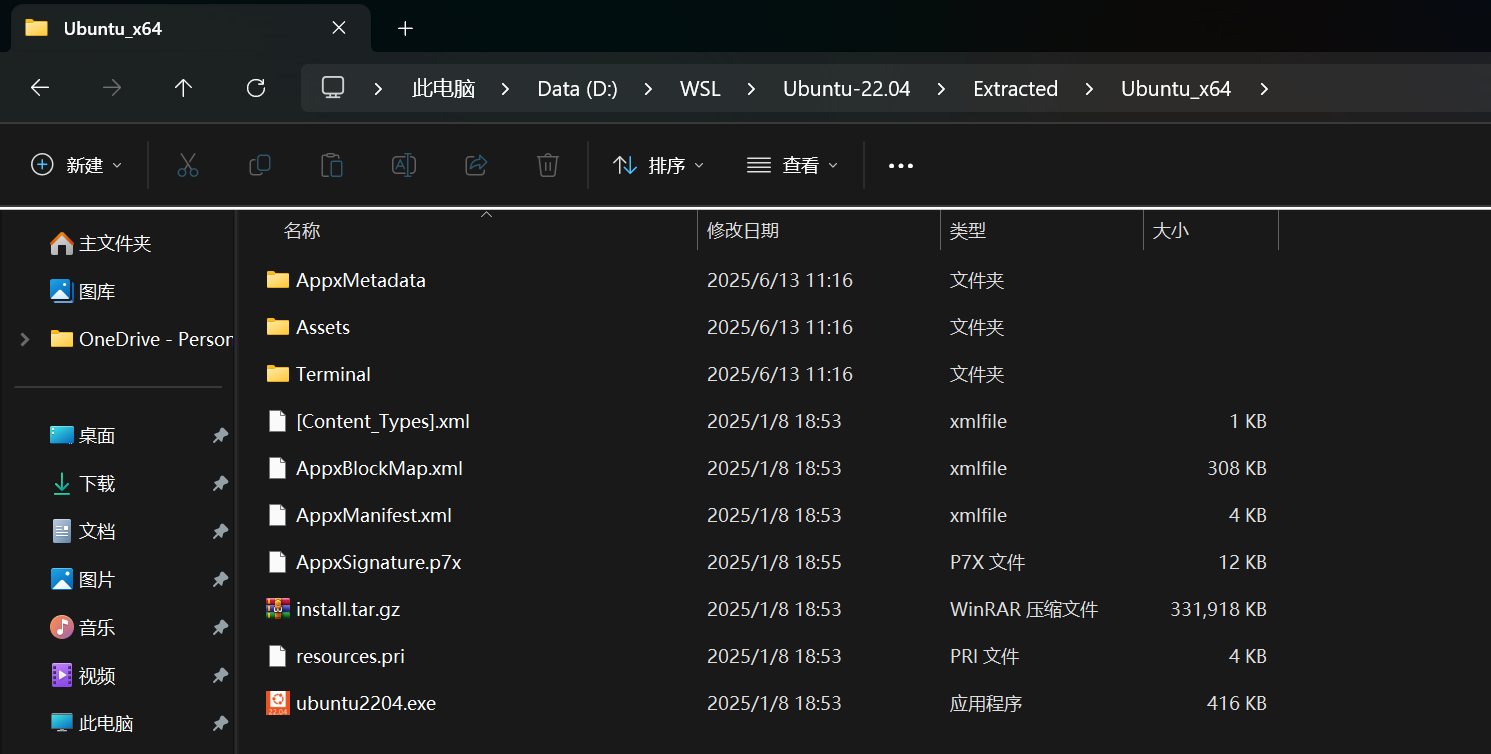 Ubuntu_x64
此电脑 Data (D:) WSL Ubuntu-22.04 Extracted Ubuntu_x64
新建 排序 查看
名称 修改日期 类型 大小
主文件夹
图库
OneDrive - Person
桌面
下载
文档
图片
音乐
视频
此电脑
AppxMetadata 2025/6/13 11:16 文件夹
Assets 2025/6/13 11:16 文件夹
Terminal 2025/6/13 11:16 文件夹
[Content_Types].xml 2025/1/8 18:53 xmlfile 1 KB
AppxBlockMap.xml 2025/1/8 18:53 xmlfile 308 KB
AppxManifest.xml 2025/1/8 18:53 xmlfile 4 KB
AppxSignature.p7x 2025/1/8 18:55 P7X 文件 12 KB
install.tar.gz 2025/1/8 18:53 WinRAR 压缩文件 331,918 KB
resources.pri 2025/1/8 18:53 PRI 文件 4 KB
22.04 ubuntu2204.exe 2025/1/8 18:53 应用程序 416 KB